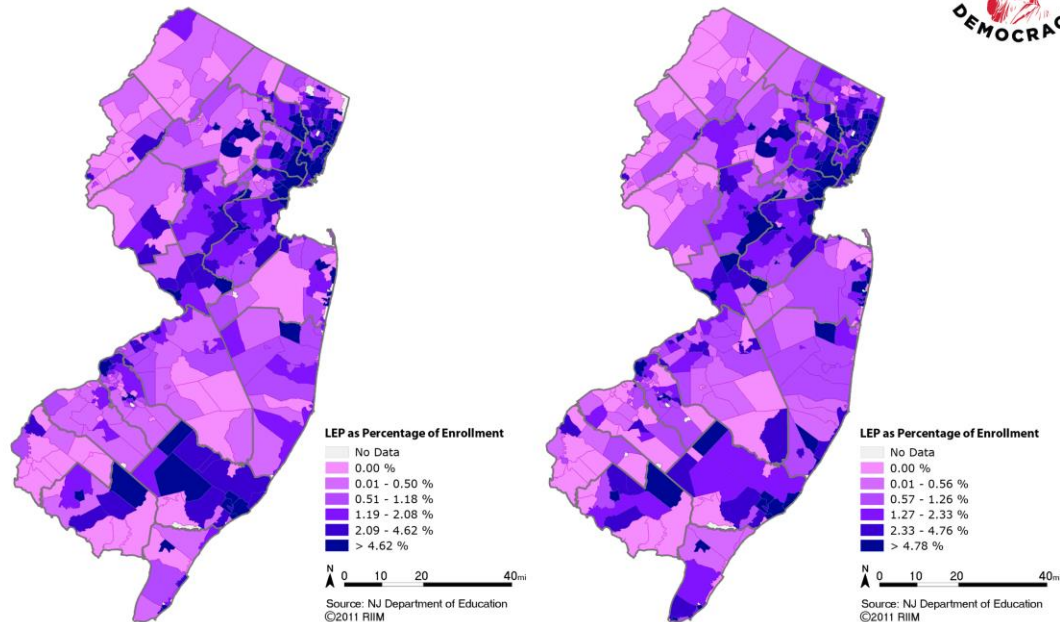 DEMOCRAC
LEP as Percentage of Enrollment
No Data
0.00 %
0.01 - 0.50 %
0.51 - 1.18 %
1.19 - 2.08 %
2.09 - 4.62 %
> 4.62 %
N
0 10 20 40mi
Source: NJ Department of Education
©2011 RIIM
LEP as Percentage of Enrollment
No Data
0.00 %
0.01 - 0.56 %
0.57 - 1.26 %
1.27 - 2.33 %
2.33 - 4.76 %
> 4.78 %
N
0 10 20 40m
Source: NJ Department of Education
©2011 RIIM